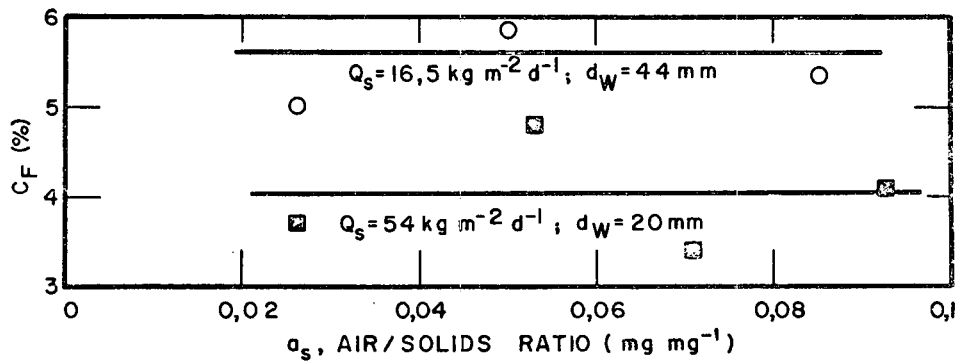 6
Q_s = 16,5 kg m^-2 d^-1 ; d_W = 44 mm
5
C_F (%)
4
Q_s = 54 kg m^-2 d^-1 ; d_W = 20 mm
3
0 0,02 0,04 0,06 0,08 0,1
a_s, AIR/SOLIDS RATIO (mg mg^-1)